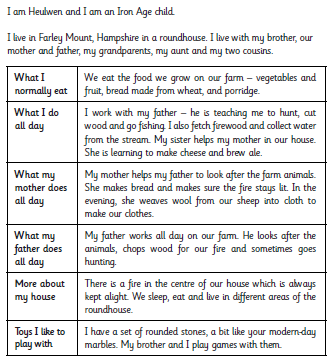 I am Heulwen and I am an Iron Age child.
I live in Farley Mount, Hampshire in a roundhouse. I live with my brother, our
mother and father, my grandparents, my aunt and my two cousins.
What I
normally eat
We eat the food we grow on our farm – vegetables and
fruit, bread made from wheat, and porridge.
What I do
all day
I work with my father – he is teaching me to hunt, cut
wood and go fishing. I also fetch firewood and collect water
from the stream. My sister helps my mother in our house.
She is learning to make cheese and brew ale.
What my
mother does
all day
My mother helps my father to look after the farm animals.
She makes bread and makes sure the fire stays lit. In the
evening, she weaves wool from our sheep into cloth to
make our clothes.
What my
father does
all day
My father works all day on our farm. He looks after the
animals, chops wood for our fire and sometimes goes
hunting.
More about
my house
There is a fire in the centre of our house which is always
kept alight. We sleep, eat and live in different areas of the
roundhouse.
Toys I like to
play with
I have a set of rounded stones, a bit like your modern-day
marbles. My brother and I play games with them.